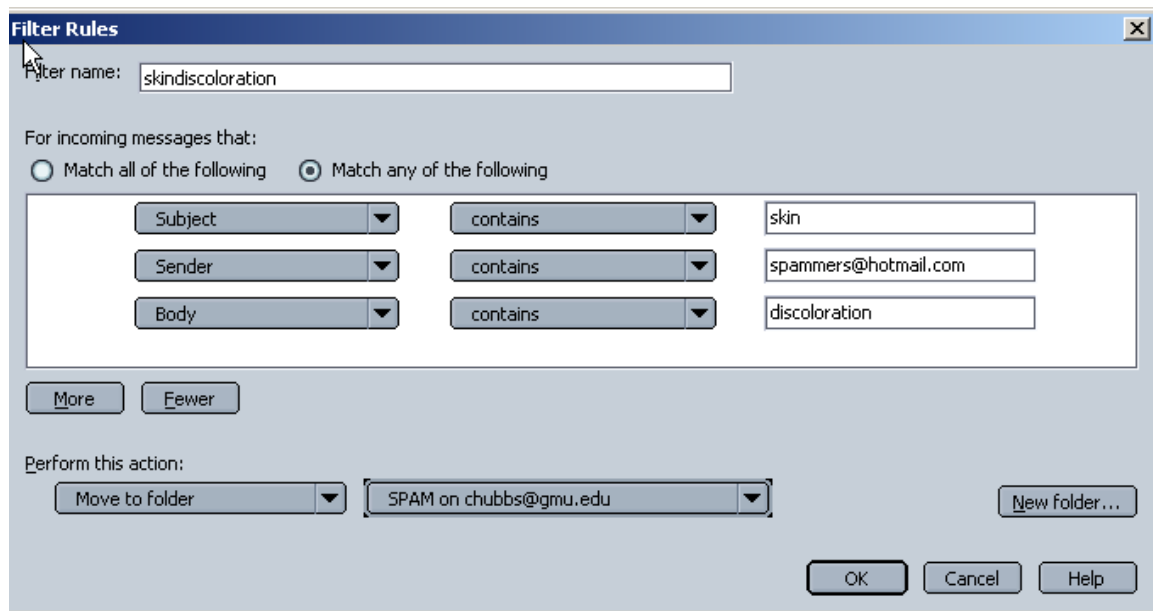 Filter Rules
Filter name: skindiscoloration
For incoming messages that:
Match all of the following Match any of the following
Subject contains skin
Sender contains spammers@hotmail.com
Body contains discoloration
More Fewer
Perform this action:
Move to folder SPAM on chubbs@gmu.edu New folder...
OK Cancel Help